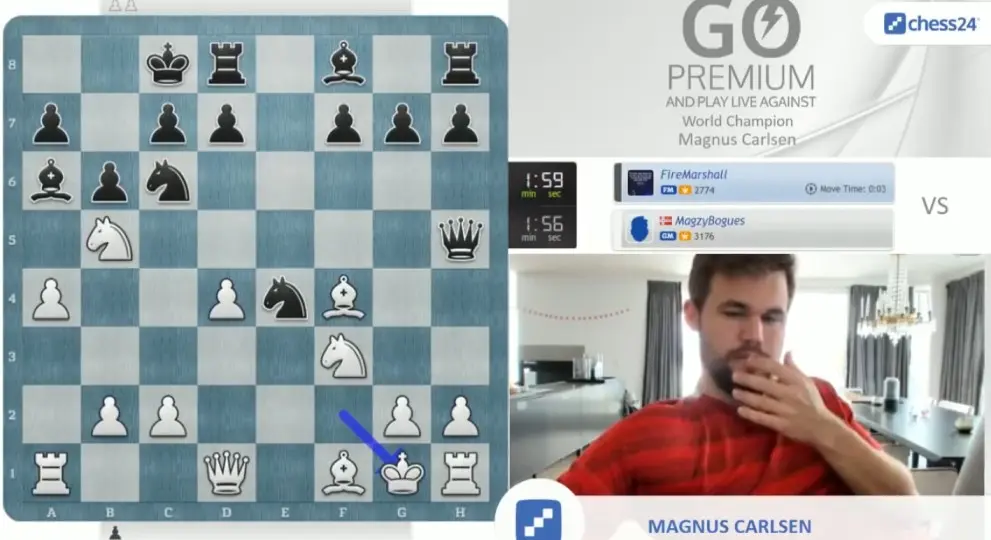 GO
PREMIUM
AND PLAY LIVE AGAINST
World Champion
Magnus Carlsen
chess24
8
7
6
5
4
3
2
1
A B C D E F G H
1:59
min sec
1:56
min sec
FireMarshall
FM 2774
Move Time: 0:03
MagzyBogues
GM 3176
VS
MAGNUS CARLSEN